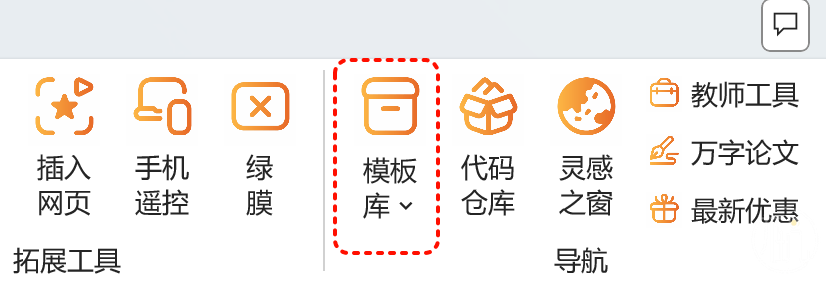 插入
网页
手机
遥控
绿
膜
拓展工具
模板
库
代码
仓库
灵感
之窗
教师工具
万字论文
最新优惠
导航